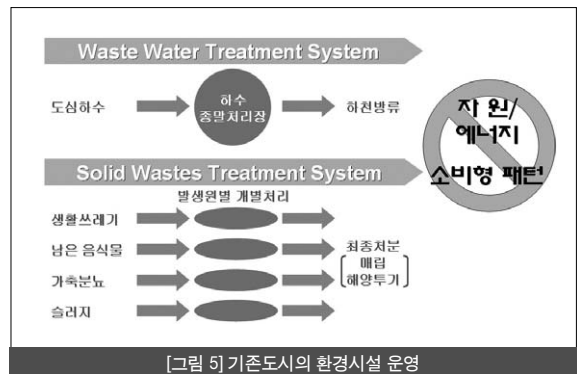 Waste Water Treatment System
도심하수
하수
종말처리장
하천방류
자 원/
에너지
소비형 패턴
Solid Wastes Treatment System
발생원별 개별처리
생활쓰레기
남은 음식물
가축분뇨
슬러지
최종처분
매립
해양투기
[그림 5] 기존도시의 환경시설 운영